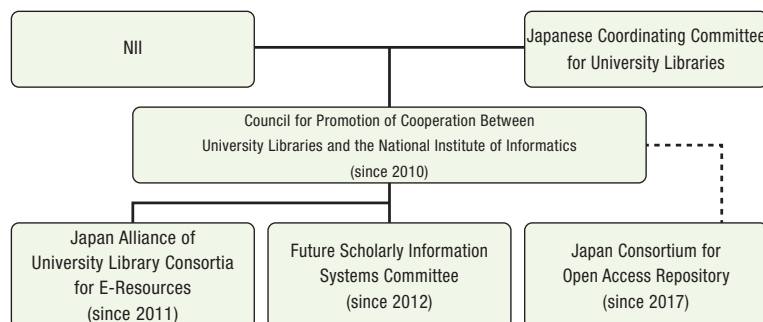 NII
Japanese Coordinating Committee
for University Libraries
Council for Promotion of Cooperation Between
University Libraries and the National Institute of Informatics
(since 2010)
Japan Alliance of
University Library Consortia
for E-Resources
(since 2011)
Future Scholarly Information
Systems Committee
(since 2012)
Japan Consortium for
Open Access Repository
(since 2017)